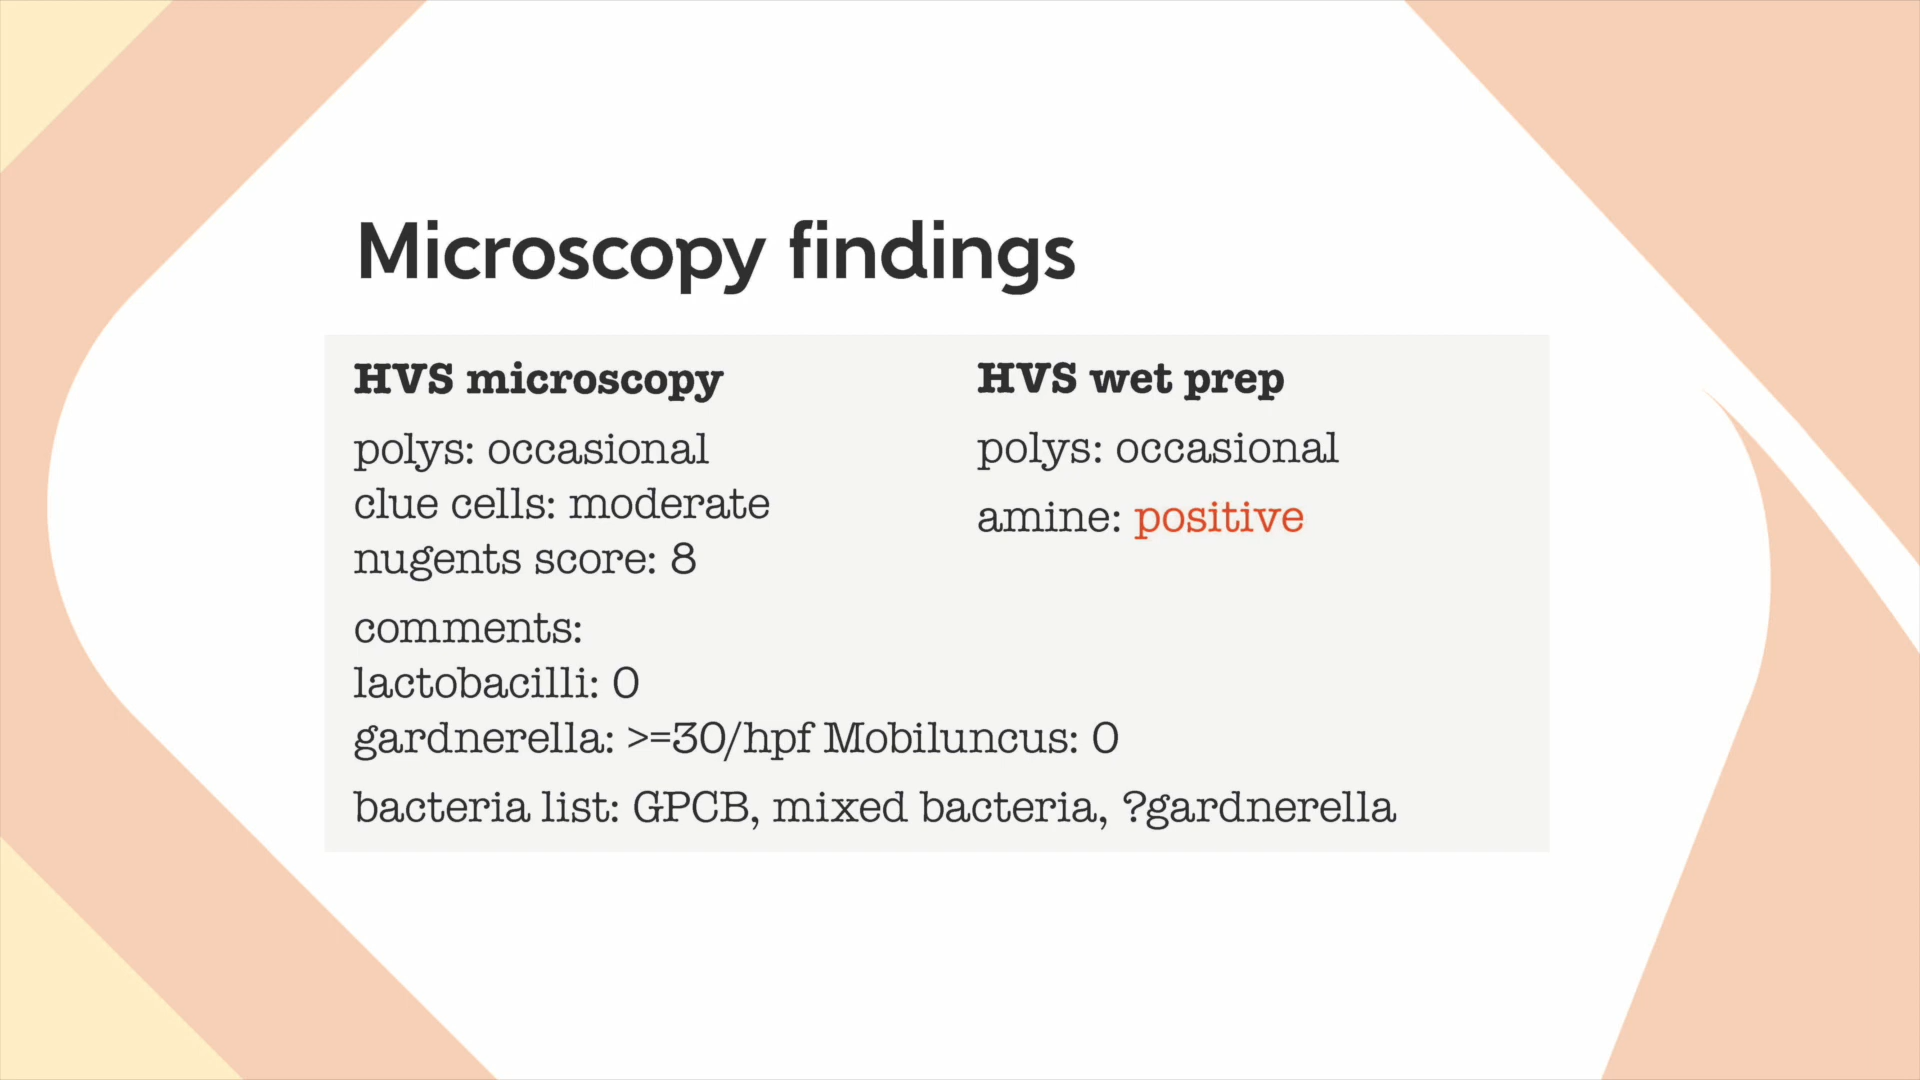 Microscopy findings
HVS microscopy
polys: occasional
clue cells: moderate
nugents score: 8
comments:
lactobacilli: 0
gardnerella: >=30/hpf Mobiluncus: 0
bacteria list: GPCB, mixed bacteria, ?gardnerella
HVS wet prep
polys: occasional
amine: positive